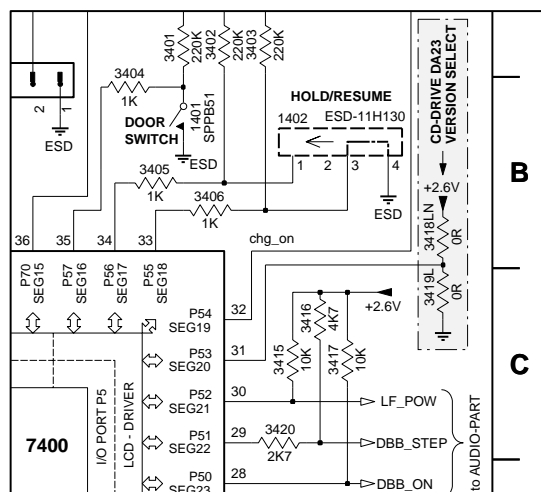 3401
220K
3402
220K
3403
220K
3404
1K
2
1
ESD
DOOR
SWITCH
1401
SPPB51
ESD
HOLD/RESUME
1402
ESD-11H130
1
2
3
4
ESD
CD-DRIVE DA23
VERSION SELECT
+2.6V
3418LN
0R
3419L
0R
B
3405
1K
3406
1K
36
35
34
33
chg_on
P70
SEG15
P57
SEG16
P56
SEG17
P55
SEG18
P54
SEG19
32
P53
SEG20
31
P52
SEG21
30
P51
SEG22
29
P50
SEG23
28
3415
10K
3416
4K7
3417
10K
+2.6V
C
3420
2K7
LF_POW
DBB_STEP
DBB_ON
to AUDIO-PART
7400
I/O PORT P5
LCD - DRIVER